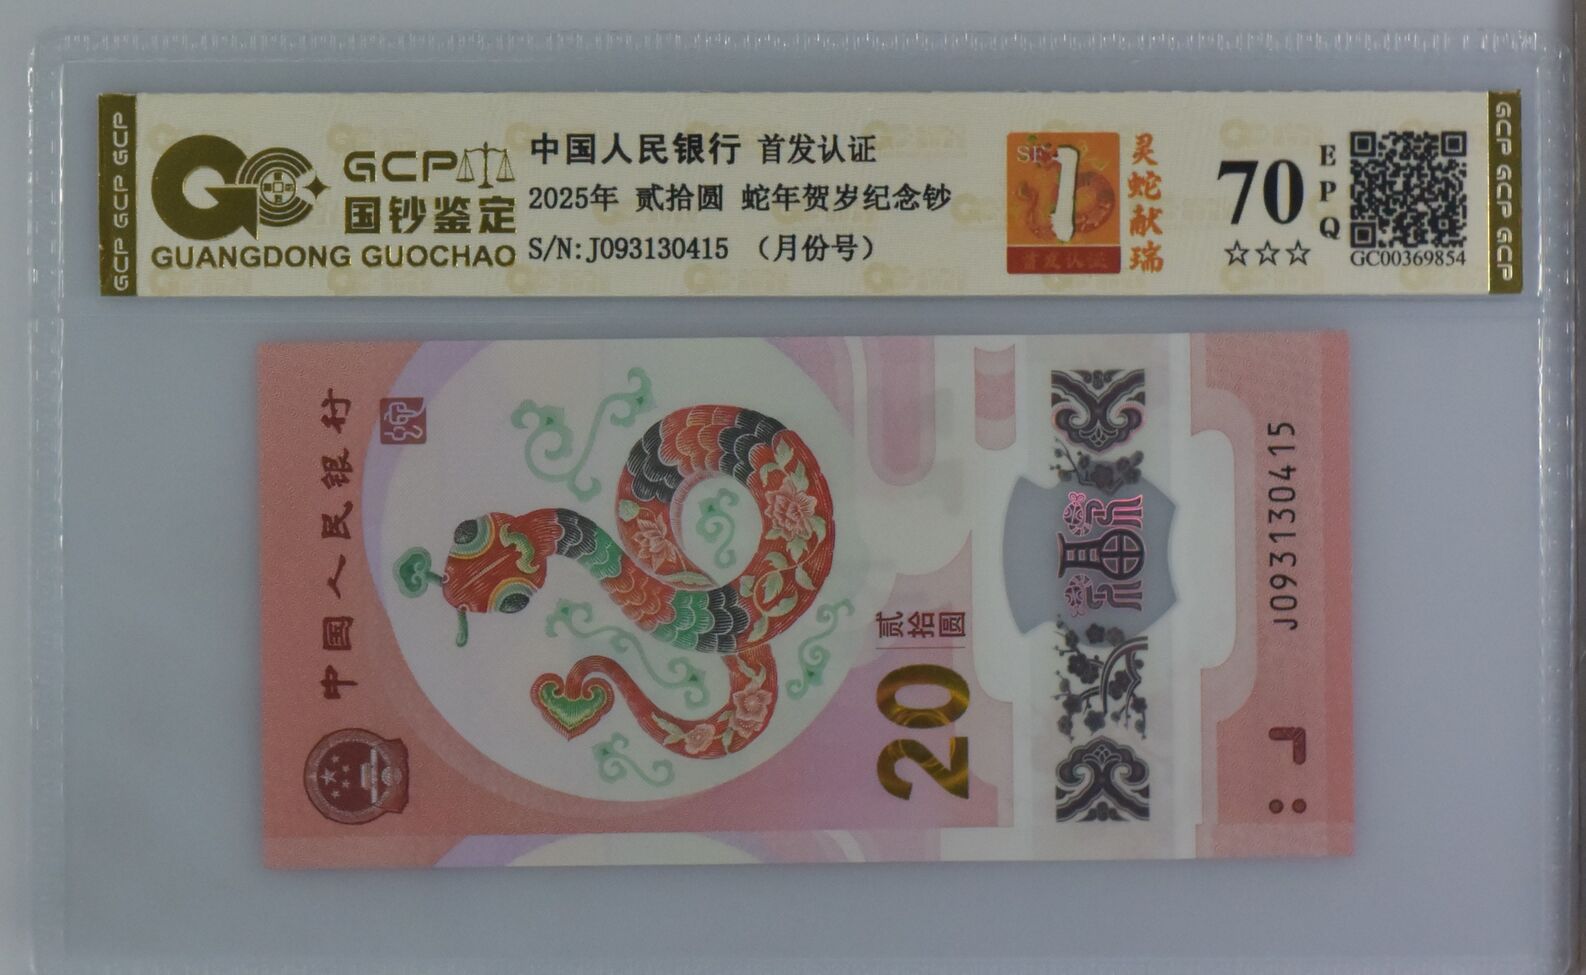 GCP GCP GCP
GCP
国钞鉴定
GUANGDONG GUOCHAO
中国人民银行 首发认证
2025年 贰拾圆 蛇年贺岁纪念钞
S/N:J093130415 (月份号)
1
首发认证
灵蛇献瑞
70
EPQ
☆☆☆
GC00369854
GCP GCP GCP
中国人民银行
贰拾圆
20
福
J093130415